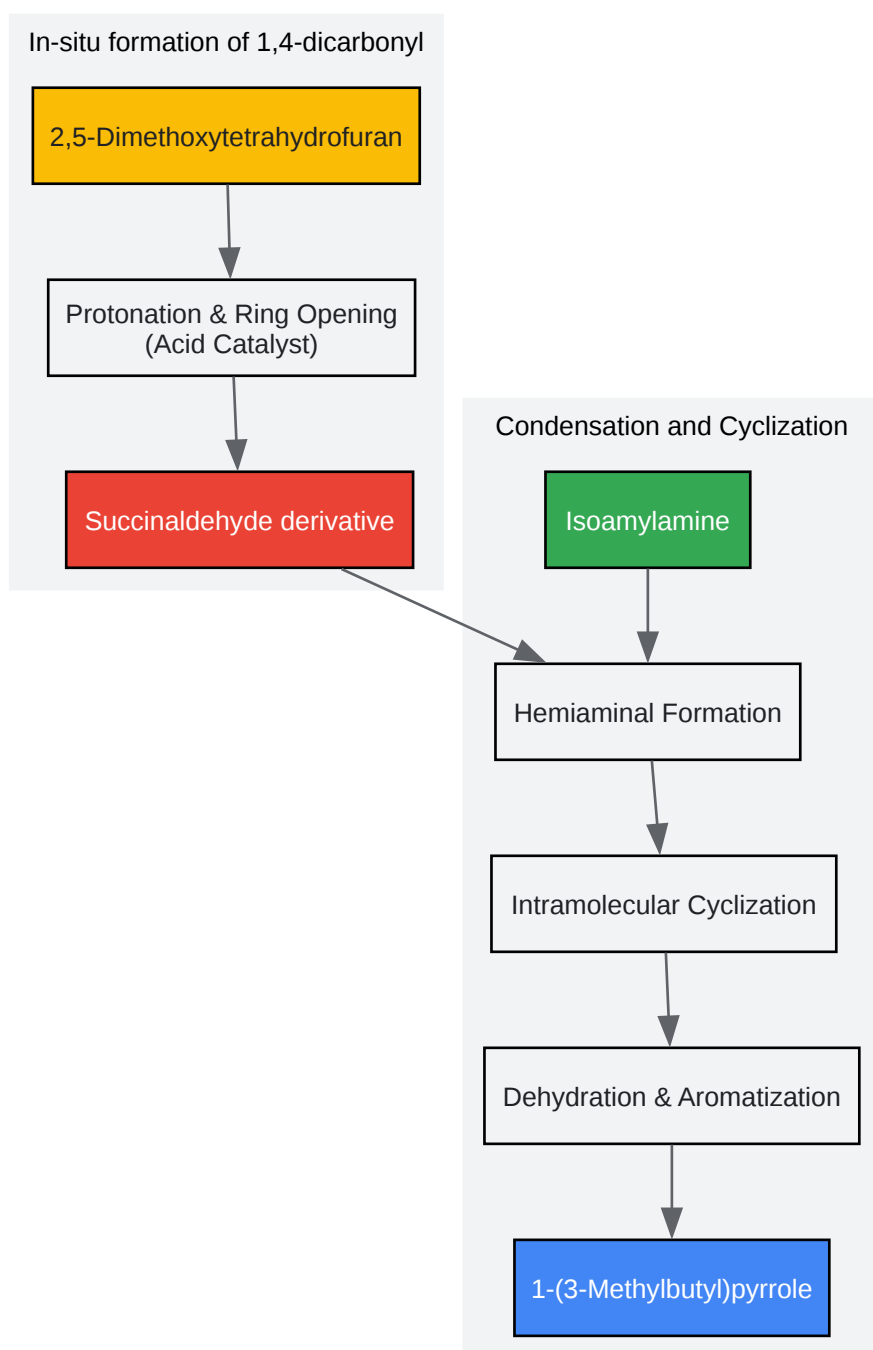 In-situ formation of 1,4-dicarbonyl
2,5-Dimethoxytetrahydrofuran
Protonation & Ring Opening
(Acid Catalyst)
Succinaldehyde derivative
Condensation and Cyclization
Isoamylamine
Hemiaminal Formation
Intramolecular Cyclization
Dehydration & Aromatization
1-(3-Methylbutyl)pyrrole